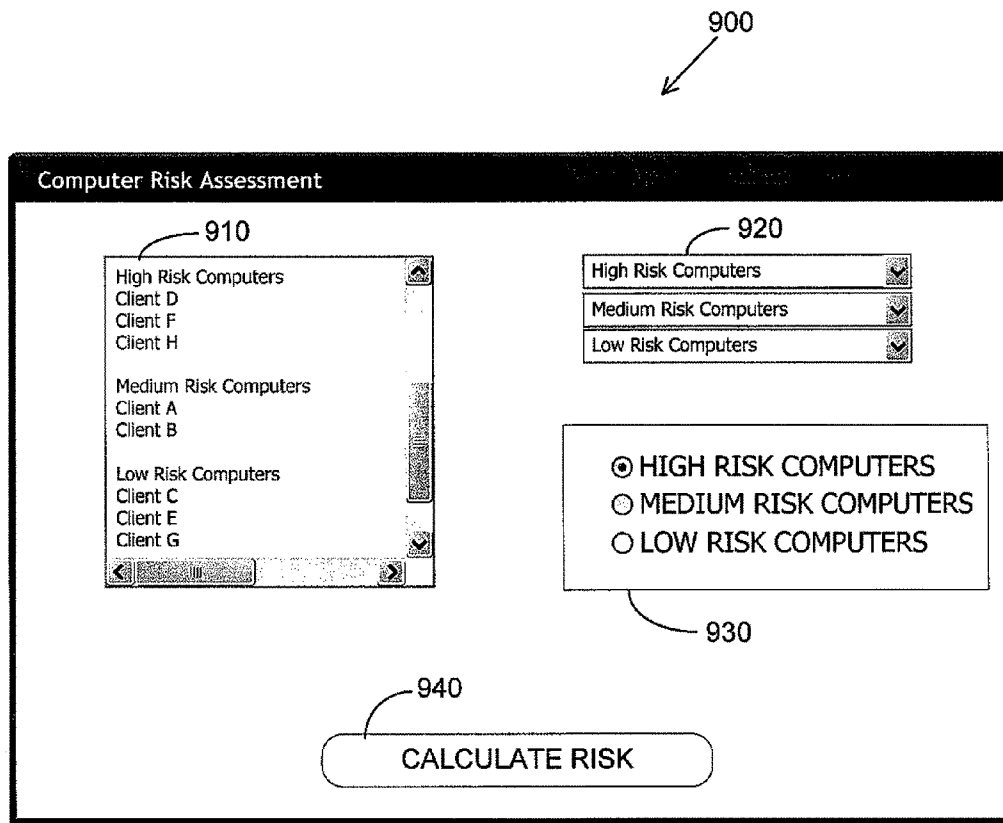 900
Computer Risk Assessment
910
High Risk Computers
Client D
Client F
Client H
Medium Risk Computers
Client A
Client B
Low Risk Computers
Client C
Client E
Client G
920
High Risk Computers
Medium Risk Computers
Low Risk Computers
HIGH RISK COMPUTERS
MEDIUM RISK COMPUTERS
LOW RISK COMPUTERS
930
940
CALCULATE RISK